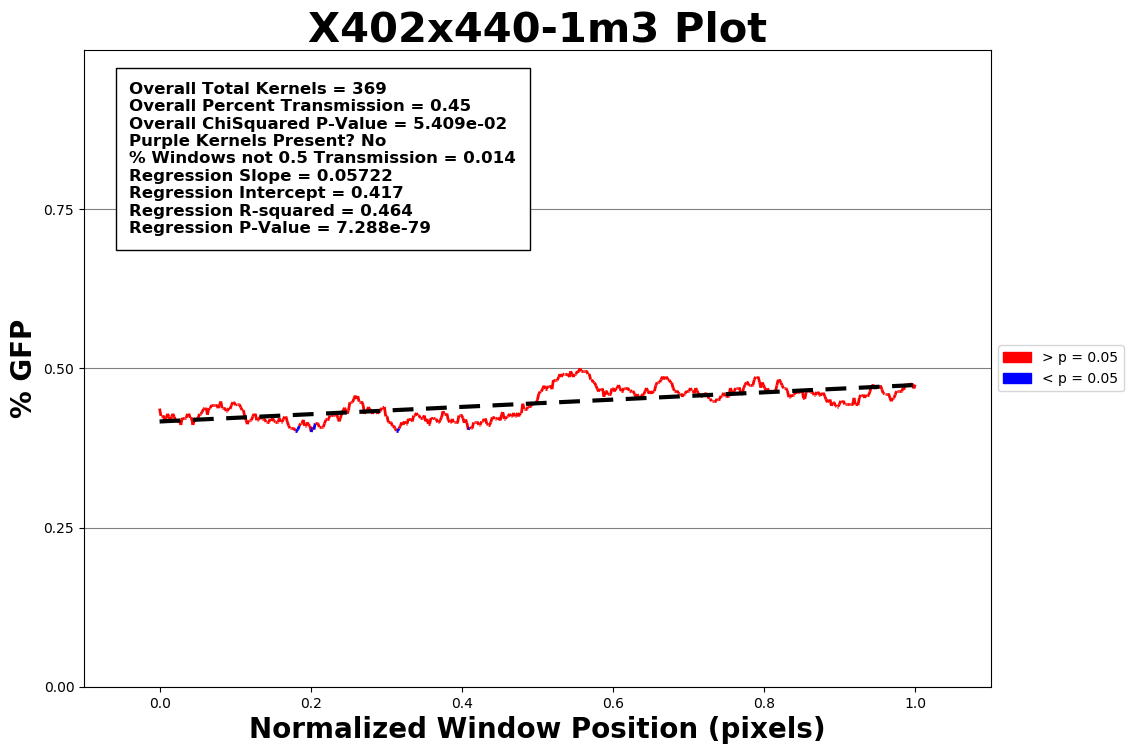 X402x440-1m3 Plot
Overall Total Kernels = 369
Overall Percent Transmission = 0.45
Overall ChiSquared P-Value = 5.409e-02
Purple Kernels Present? No
% Windows not 0.5 Transmission = 0.014
Regression Slope = 0.05722
Regression Intercept = 0.417
Regression R-squared = 0.464
Regression P-Value = 7.288e-79
% GFP
0.75
0.50
0.25
0.00
> p = 0.05
< p = 0.05
0.0 0.2 0.4 0.6 0.8 1.0
Normalized Window Position (pixels)